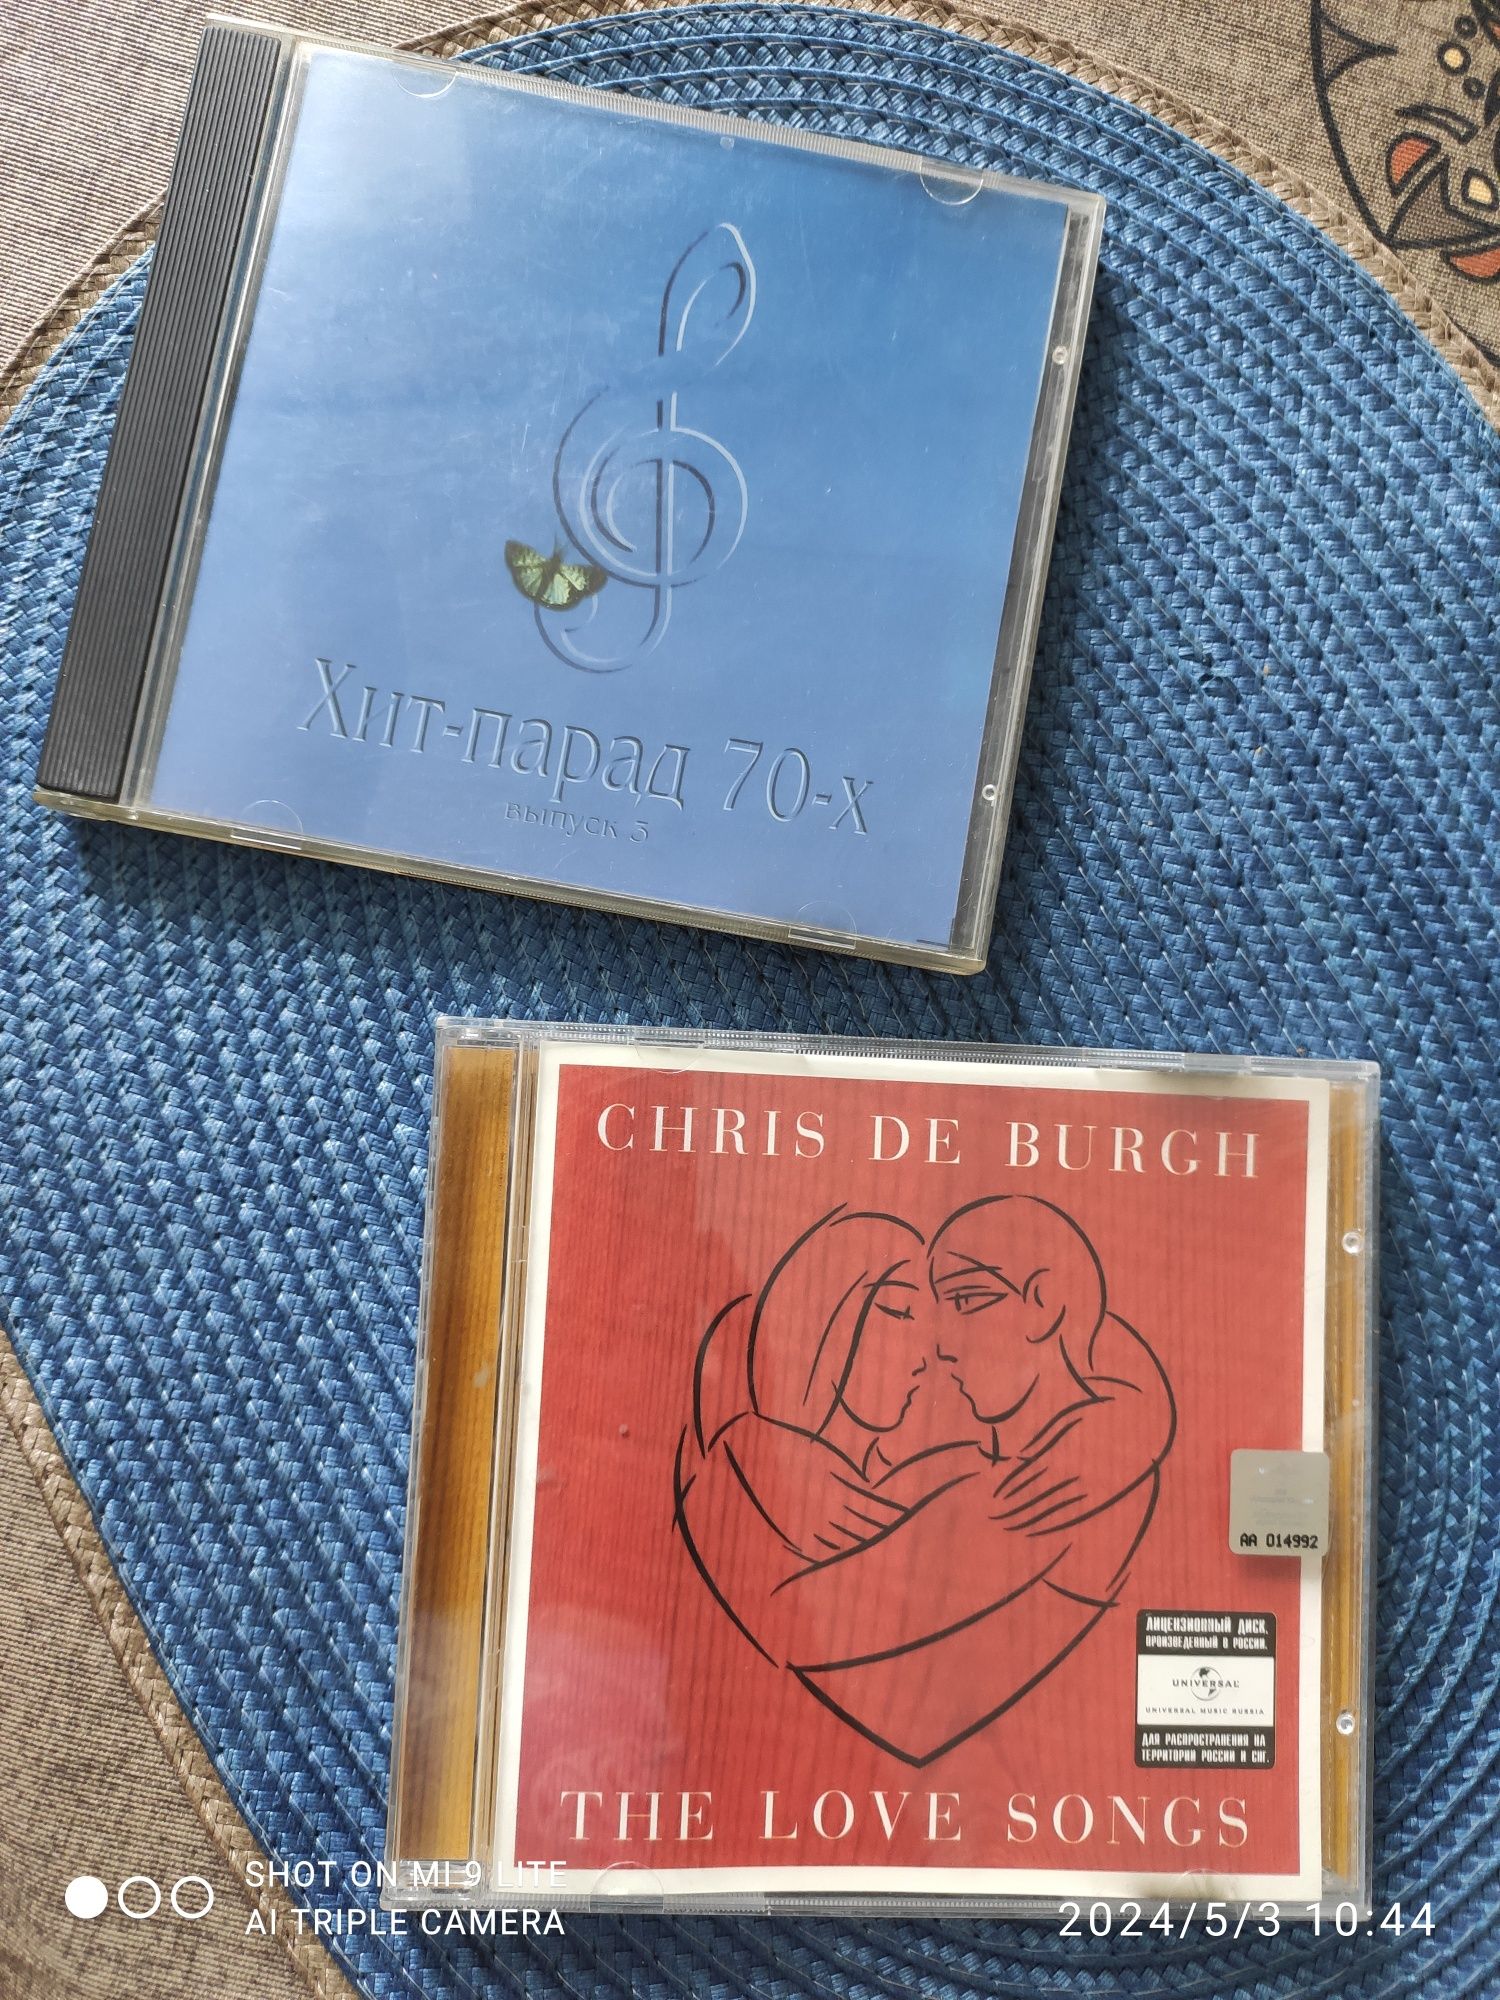 Хит-парад 70-х
выпуск 3
CHRIS DE BURGH
AA 014992
ЛИЦЕНЗИОННЫЙ ДИСК,
ПРОИЗВЕДЕННЫЙ В РОССИИ.
UNIVERSAL
UNIVERSAL MUSIC RUSSIA
ДЛЯ РАСПРОСТРАНЕНИЯ НА
ТЕРРИТОРИИ РОССИИ И СНГ.
THE LOVE SONGS
SHOT ON MI 9 LITE
AI TRIPLE CAMERA
2024/5/3 10:44